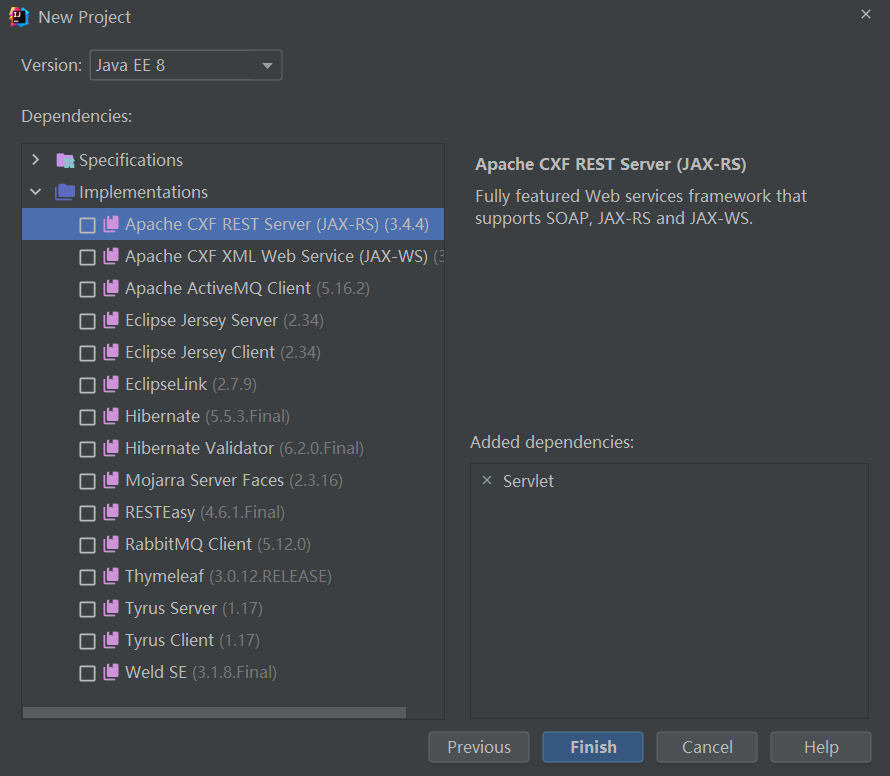 New Project
Version: Java EE 8
Dependencies:
Specifications
Implementations
Apache CXF REST Server (JAX-RS) (3.4.4)
Apache CXF XML Web Service (JAX-WS) (3
Apache ActiveMQ Client (5.16.2)
Eclipse Jersey Server (2.34)
Eclipse Jersey Client (2.34)
EclipseLink (2.7.9)
Hibernate (5.5.3.Final)
Hibernate Validator (6.2.0.Final)
Mojarra Server Faces (2.3.16)
RESTEasy (4.6.1.Final)
RabbitMQ Client (5.12.0)
Thymeleaf (3.0.12.RELEASE)
Tyrus Server (1.17)
Tyrus Client (1.17)
Weld SE (3.1.8.Final)
Apache CXF REST Server (JAX-RS)
Fully featured Web services framework that
supports SOAP, JAX-RS and JAX-WS.
Added dependencies:
Servlet
Previous
Finish
Cancel
Help